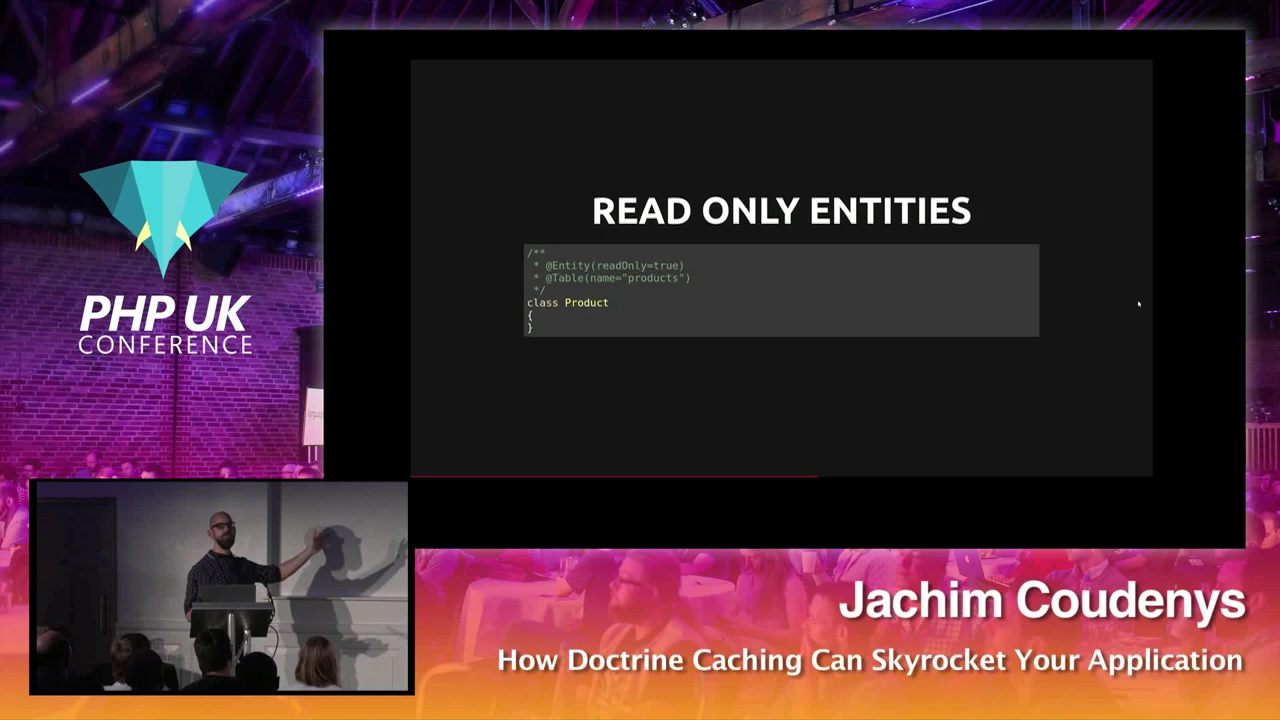 PHP UK
CONFERENCE
READ ONLY ENTITIES
/**
 * @Entity(readOnly=true)
 * @Table(name="products")
 */
class Product
{
}
Jachim Coudenys
How Doctrine Caching Can Skyrocket Your Application